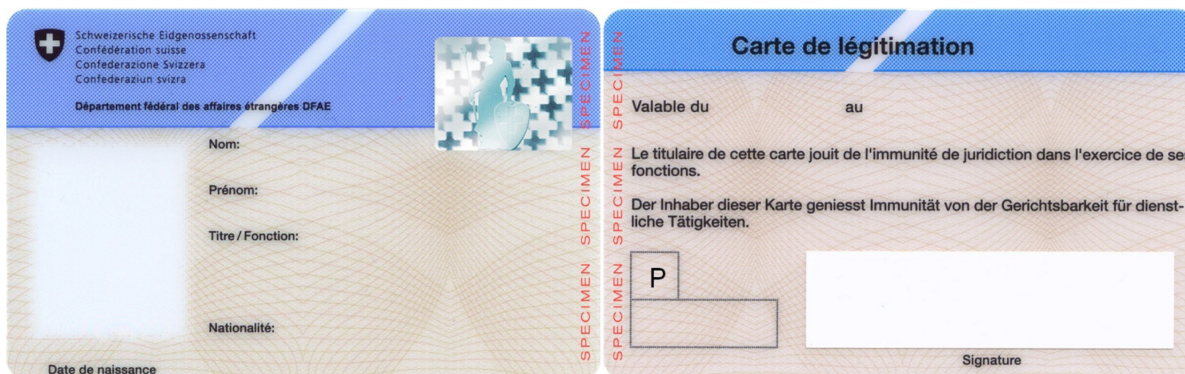 Schweizerische Eidgenossenschaft
Confédération suisse
Confederazione Svizzera
Confederaziun svizra
Département fédéral des affaires étrangères DFAE
Nom:
Prénom:
Titre / Fonction:
Nationalité:
Date de naissance
SPECIMEN SPECIMEN SPECIMEN
SPECIMEN SPECIMEN SPECIMEN
Carte de légitimation
Valable du au
Le titulaire de cette carte jouit de l'immunité de juridiction dans l'exercice de ses
fonctions.
Der Inhaber dieser Karte geniesst Immunität von der Gerichtsbarkeit für dienst-
liche Tätigkeiten.
P
Signature